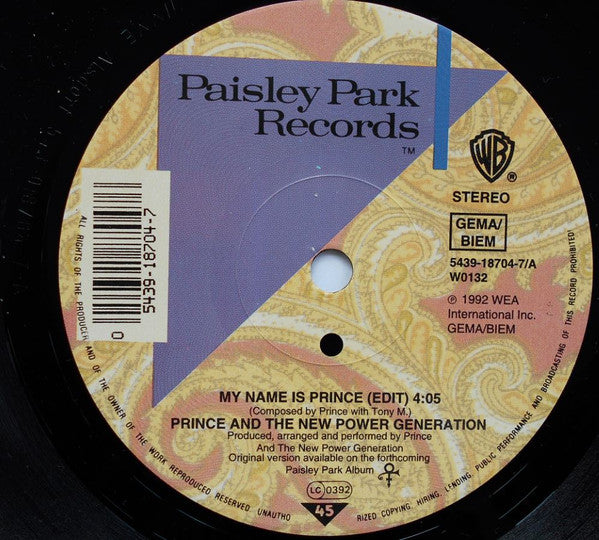 Paisley Park
Records
TM
WB
®
STEREO
GEMA/
BIEM
5439-18704-7/A
W0132
℗ 1992 WEA
International Inc.
GEMA/BIEM
5439-18704-7
0
MY NAME IS PRINCE (EDIT) 4:05
(Composed by Prince with Tony M.)
PRINCE AND THE NEW POWER GENERATION
Produced, arranged and performed by Prince
And The New Power Generation
Original version available on the forthcoming
Paisley Park Album
LC 0392
45
ALL RIGHTS OF THE PRODUCER AND OF THE OWNER OF THE WORK REPRODUCED RESERVED. UNAUTHO RIZED COPYING, HIRING, LENDING, PUBLIC PERFORMANCE AND BROADCASTING OF THIS RECORD PROHIBITED